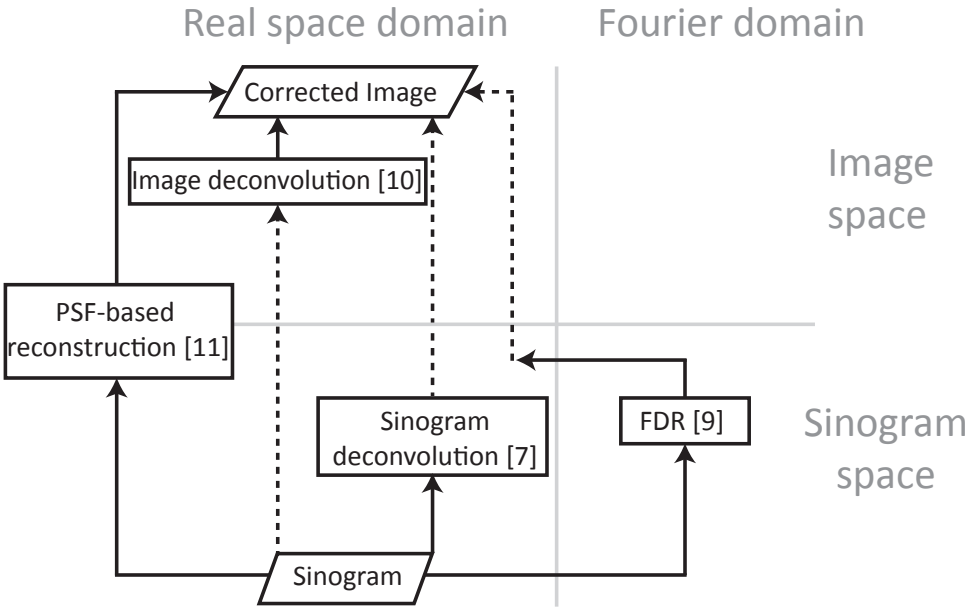 Real space domain
Fourier domain
Corrected Image
Image deconvolution [10]
Image
space
PSF-based
reconstruction [11]
Sinogram
deconvolution [7]
FDR [9]
Sinogram
space
Sinogram